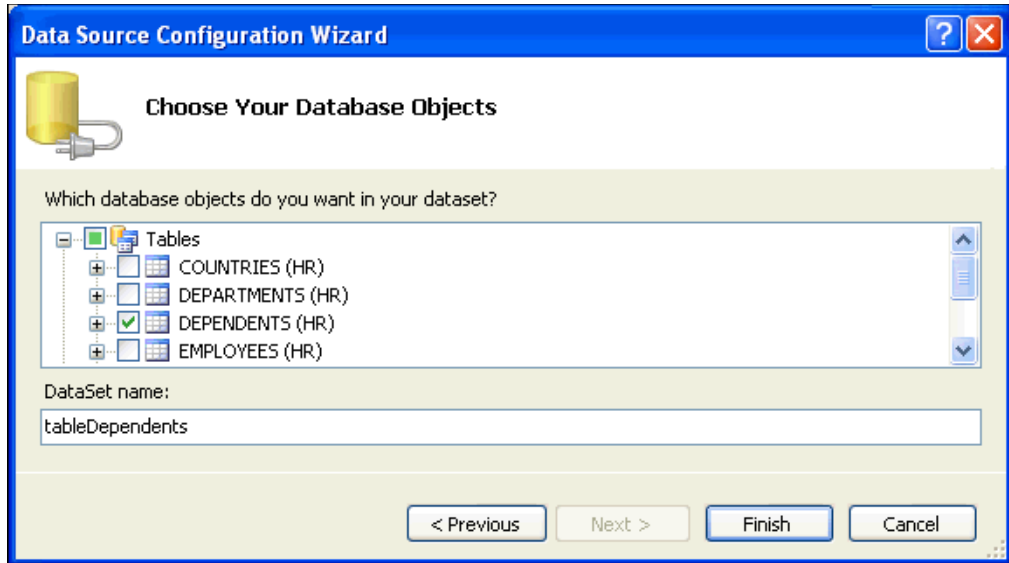 Data Source Configuration Wizard
Choose Your Database Objects
Which database objects do you want in your dataset?
Tables
COUNTRIES (HR)
DEPARTMENTS (HR)
DEPENDENTS (HR)
EMPLOYEES (HR)
DataSet name:
tableDependents
< Previous Next > Finish Cancel